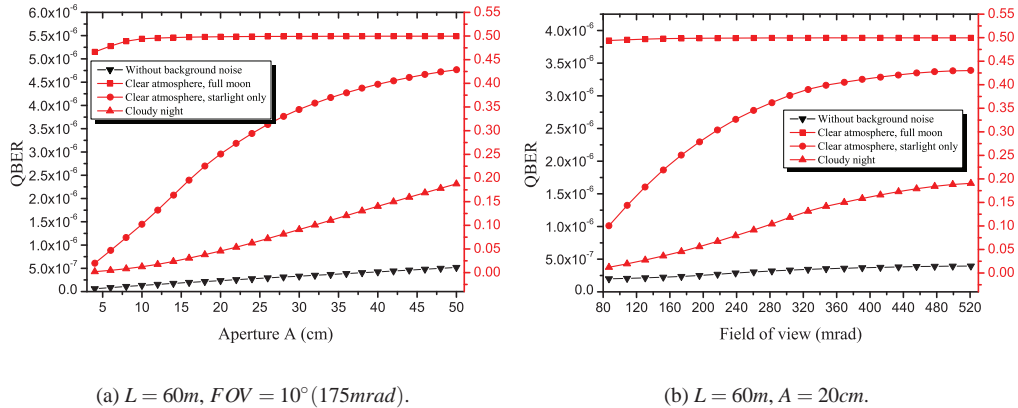 6.0x10⁻⁶
5.5x10⁻⁶
5.0x10⁻⁶
4.5x10⁻⁶
4.0x10⁻⁶
3.5x10⁻⁶
3.0x10⁻⁶
2.5x10⁻⁶
2.0x10⁻⁶
1.5x10⁻⁶
1.0x10⁻⁶
5.0x10⁻⁷
0.0
QBER
Without background noise
Clear atmosphere, full moon
Clear atmosphere, starlight only
Cloudy night
0.55
0.50
0.45
0.40
0.35
0.30
0.25
0.20
0.15
0.10
0.05
0.00
5 10 15 20 25 30 35 40 45 50
Aperture A (cm)
(a) L = 60m, FOV = 10°(175mrad).
4.0x10⁻⁶
3.5x10⁻⁶
3.0x10⁻⁶
2.5x10⁻⁶
2.0x10⁻⁶
1.5x10⁻⁶
1.0x10⁻⁶
5.0x10⁻⁷
0.0
QBER
Without background noise
Clear atmosphere, full moon
Clear atmosphere, starlight only
Cloudy night
0.55
0.50
0.45
0.40
0.35
0.30
0.25
0.20
0.15
0.10
0.05
0.00
80 120 160 200 240 280 320 360 400 440 480 520
Field of view (mrad)
(b) L = 60m, A = 20cm.